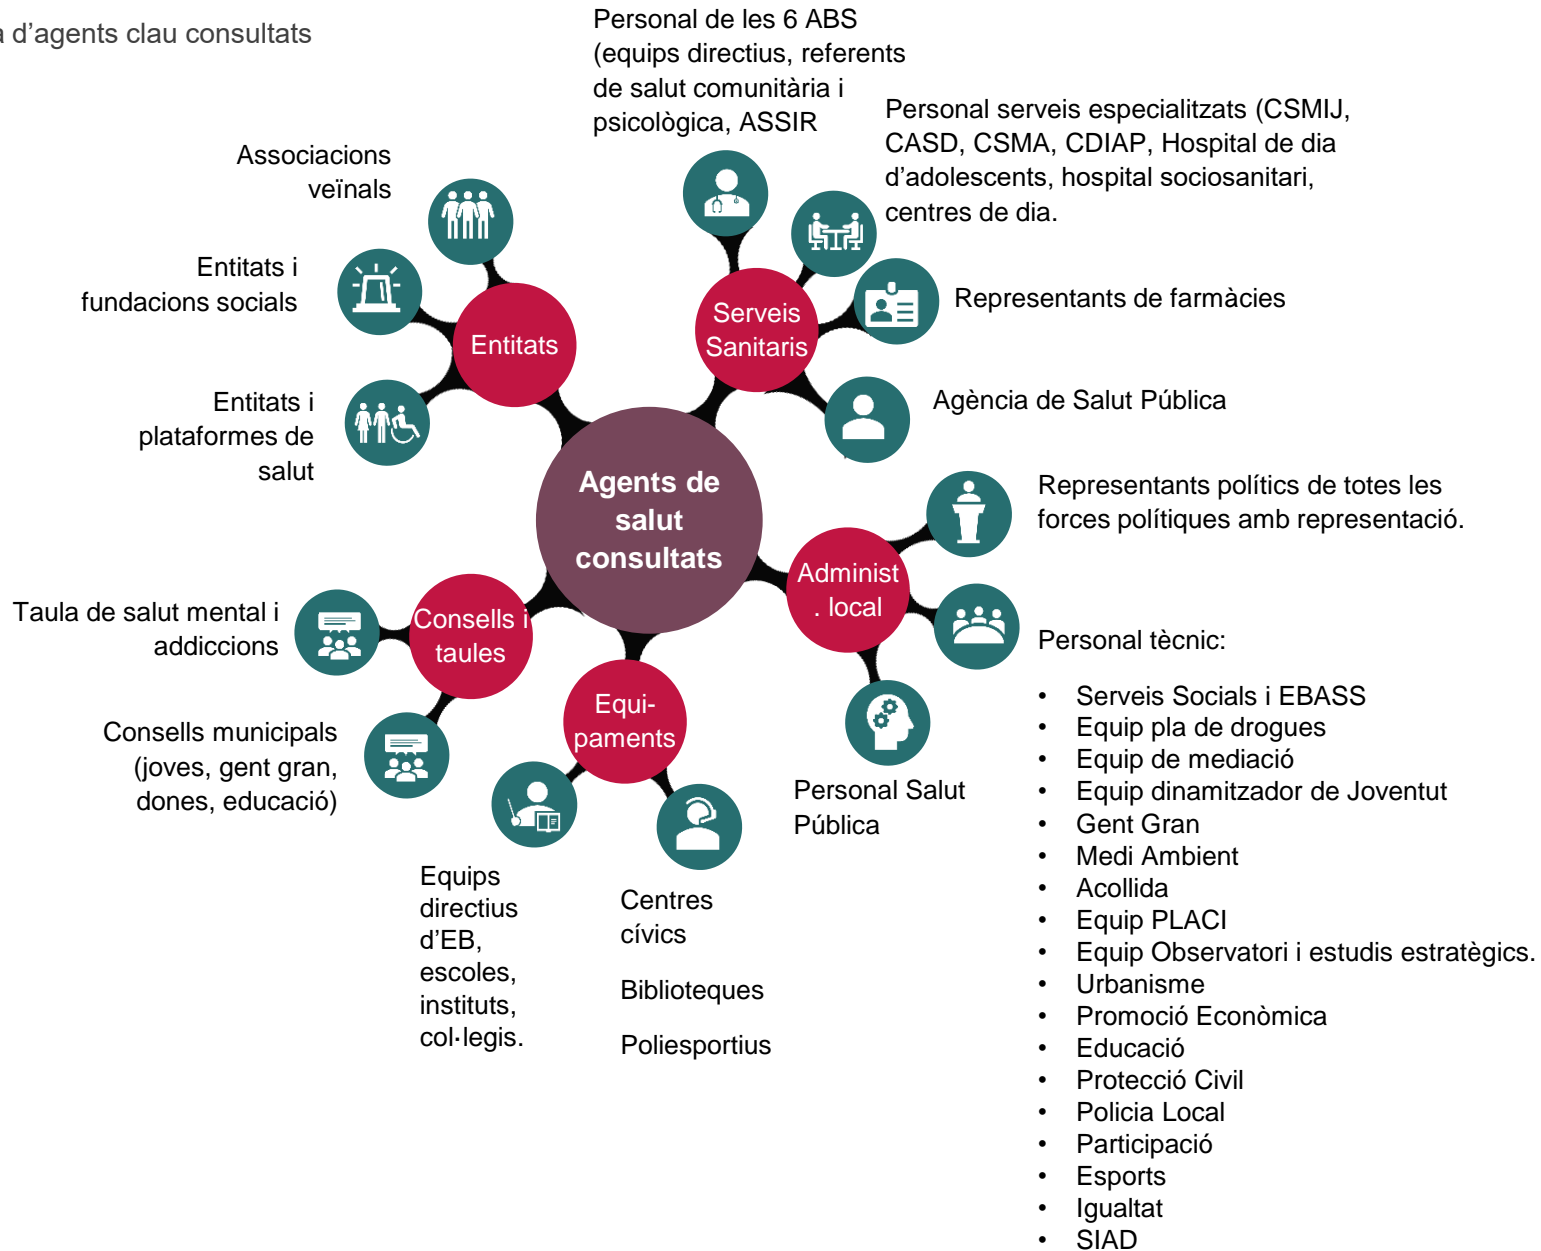 a d’agents clau consultats
Personal de les 6 ABS
(equips directius, referents
de salut comunitària i
psicològica, ASSIR
Personal serveis especialitzats (CSMIJ,
CASD, CSMA, CDIAP, Hospital de dia
d’adolescents, hospital sociosanitari,
centres de dia.
Associacions
veïnals
Entitats i
fundacions socials
Entitats i
plataformes de
salut
Entitats
Serveis
Sanitaris
Representants de farmàcies
Agència de Salut Pública
Agents de
salut
consultats
Representants polítics de totes les
forces polítiques amb representació.
Administ
. local
Taula de salut mental i
addiccions
Consells i
taules
Consells municipals
(joves, gent gran,
dones, educació)
Equi-
paments
Equips
directius
d’EB,
escoles,
instituts,
col·legis.
Centres
cívics
Biblioteques
Poliesportius
Personal Salut
Pública
Personal tècnic:
• Serveis Socials i EBASS
• Equip pla de drogues
• Equip de mediació
• Equip dinamitzador de Joventut
• Gent Gran
• Medi Ambient
• Acollida
• Equip PLACI
• Equip Observatori i estudis estratègics.
• Urbanisme
• Promoció Econòmica
• Educació
• Protecció Civil
• Policia Local
• Participació
• Esports
• Igualtat
• SIAD